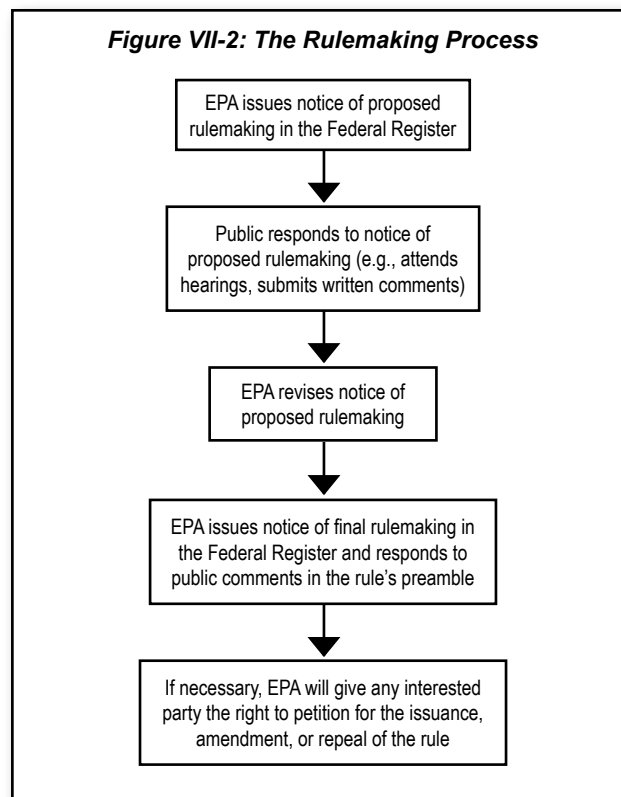 Figure VII-2: The Rulemaking Process
EPA issues notice of proposed
rulemaking in the Federal Register
Public responds to notice of
proposed rulemaking (e.g., attends
hearings, submits written comments)
EPA revises notice of
proposed rulemaking
EPA issues notice of final rulemaking in
the Federal Register and responds to
public comments in the rule’s preamble
If necessary, EPA will give any interested
party the right to petition for the issuance,
amendment, or repeal of the rule